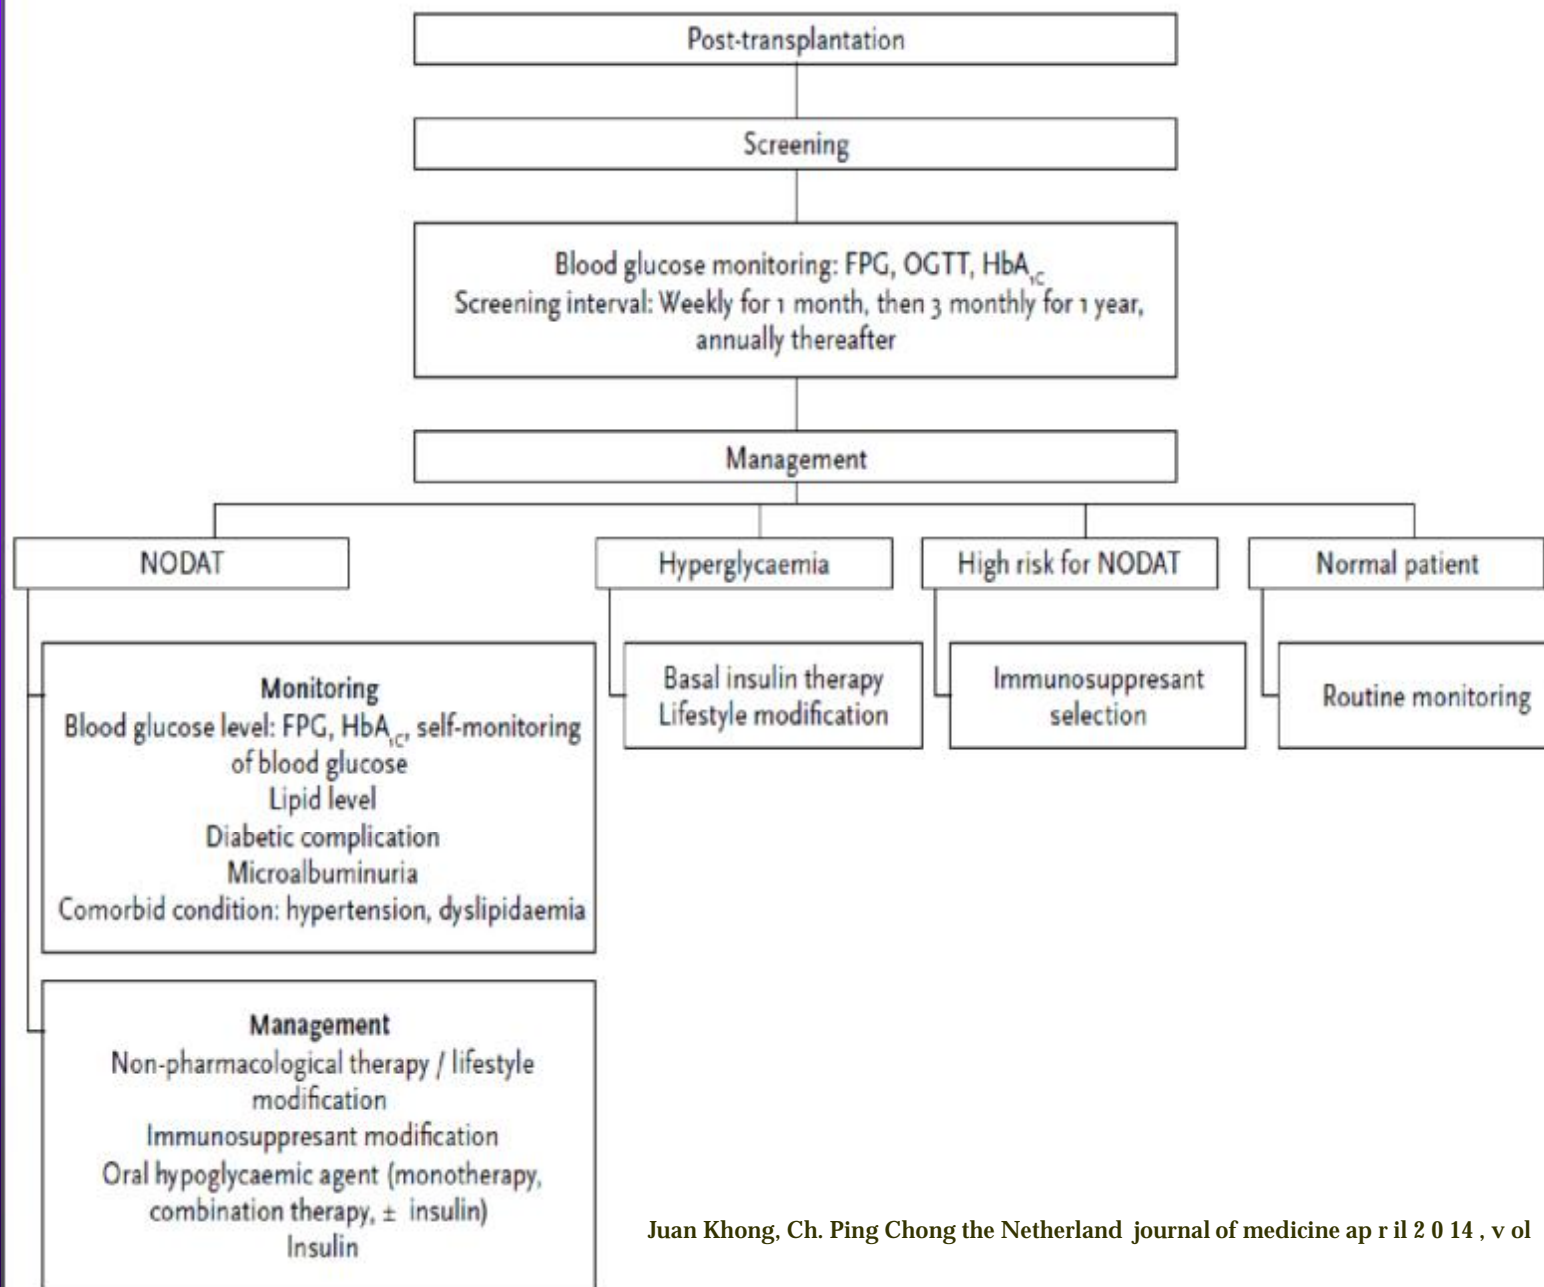 Post-transplantation
Screening
Blood glucose monitoring: FPG, OGTT, HbA1C
Screening interval: Weekly for 1 month, then 3 monthly for 1 year,
annually thereafter
Management
NODAT
Hyperglycaemia
High risk for NODAT
Normal patient
Monitoring
Blood glucose level: FPG, HbA1C, self-monitoring
of blood glucose
Lipid level
Diabetic complication
Microalbuminuria
Comorbid condition: hypertension, dyslipidaemia
Basal insulin therapy
Lifestyle modification
Immunosuppresant
selection
Routine monitoring
Management
Non-pharmacological therapy / lifestyle
modification
Immunosuppresant modification
Oral hypoglycaemic agent (monotherapy,
combination therapy, ± insulin)
Insulin
Juan Khong, Ch. Ping Chong the Netherland journal of medicine ap r il 2 0 14 , v ol